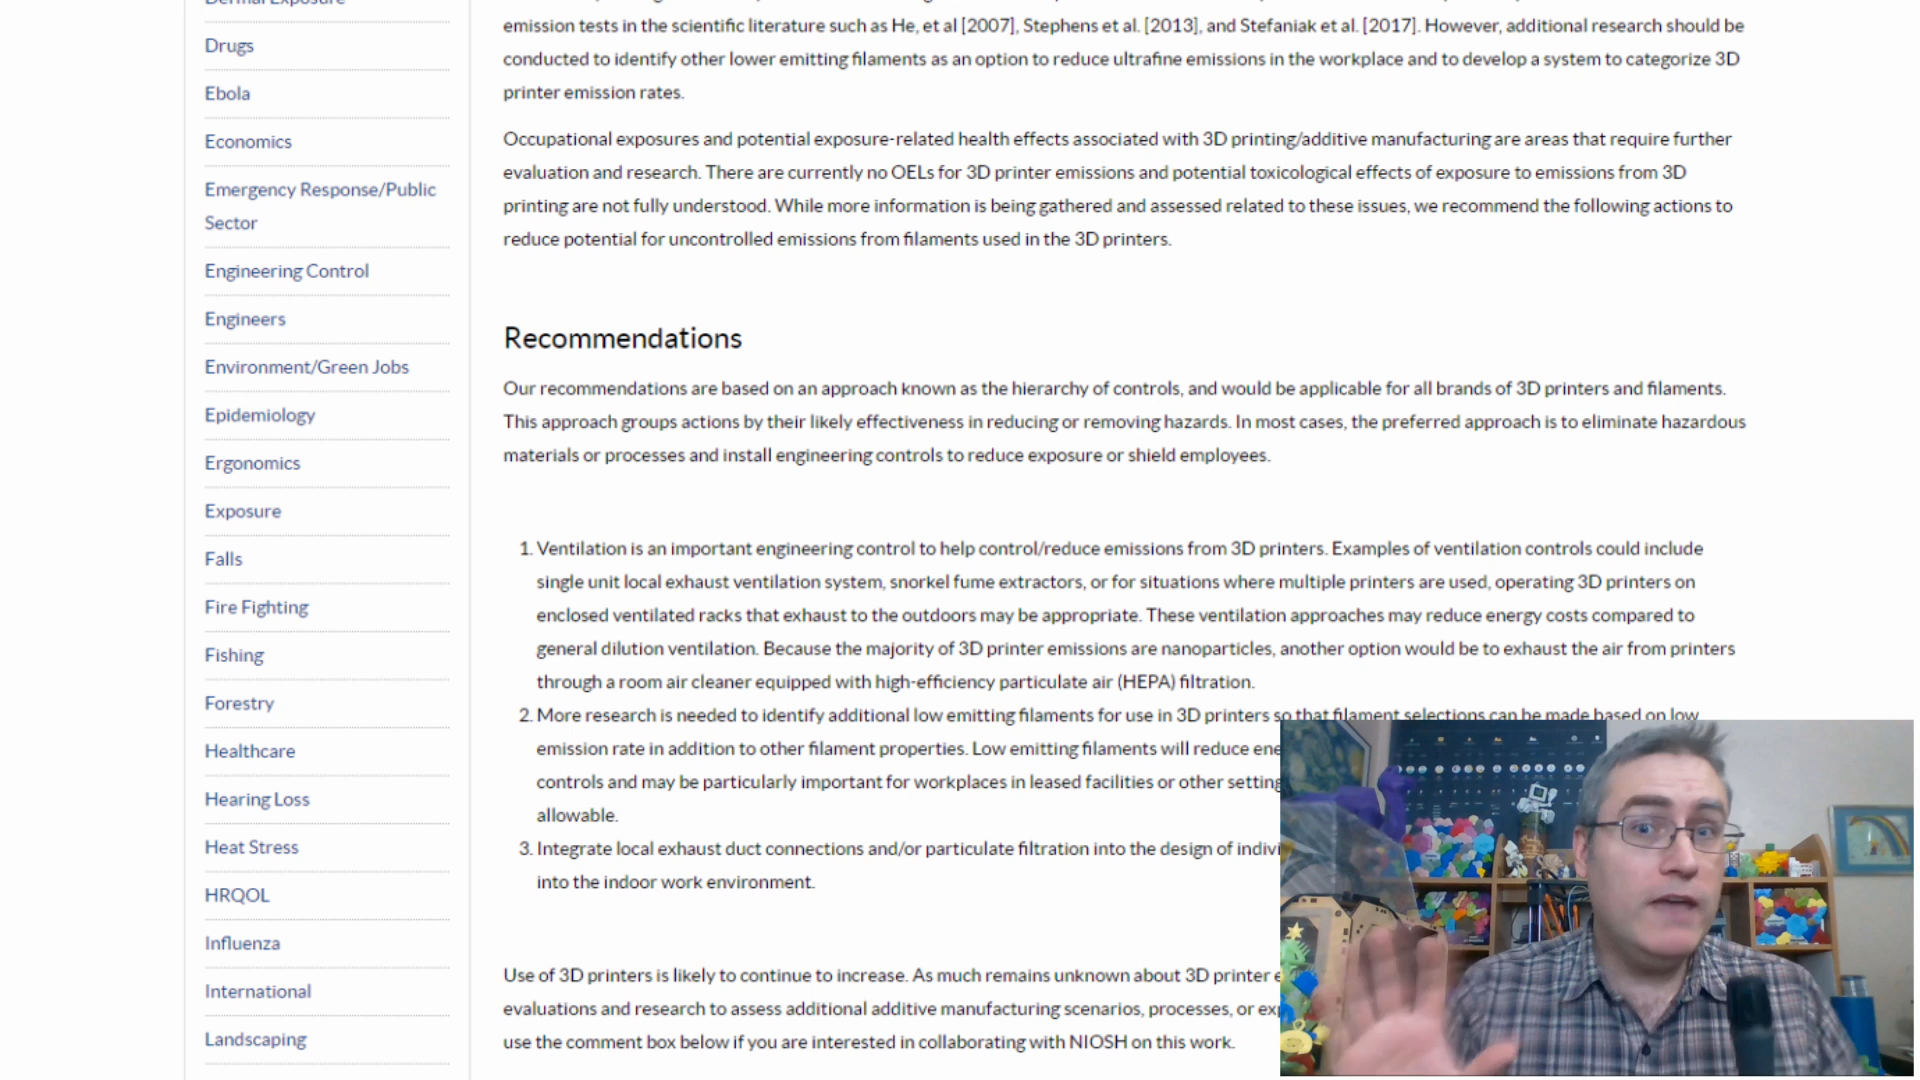 Drugs
Ebola
Economics
Emergency Response/Public
Sector
Engineering Control
Engineers
Environment/Green Jobs
Epidemiology
Ergonomics
Exposure
Falls
Fire Fighting
Fishing
Forestry
Healthcare
Hearing Loss
Heat Stress
HRQOL
Influenza
International
Landscaping
emission tests in the scientific literature such as He, et al [2007], Stephens et al. [2013], and Stefaniak et al. [2017]. However, additional research should be
conducted to identify other lower emitting filaments as an option to reduce ultrafine emissions in the workplace and to develop a system to categorize 3D
printer emission rates.
Occupational exposures and potential exposure-related health effects associated with 3D printing/additive manufacturing are areas that require further
evaluation and research. There are currently no OELs for 3D printer emissions and potential toxicological effects of exposure to emissions from 3D
printing are not fully understood. While more information is being gathered and assessed related to these issues, we recommend the following actions to
reduce potential for uncontrolled emissions from filaments used in the 3D printers.
Recommendations
Our recommendations are based on an approach known as the hierarchy of controls, and would be applicable for all brands of 3D printers and filaments.
This approach groups actions by their likely effectiveness in reducing or removing hazards. In most cases, the preferred approach is to eliminate hazardous
materials or processes and install engineering controls to reduce exposure or shield employees.
1. Ventilation is an important engineering control to help control/reduce emissions from 3D printers. Examples of ventilation controls could include
single unit local exhaust ventilation system, snorkel fume extractors, or for situations where multiple printers are used, operating 3D printers on
enclosed ventilated racks that exhaust to the outdoors may be appropriate. These ventilation approaches may reduce energy costs compared to
general dilution ventilation. Because the majority of 3D printer emissions are nanoparticles, another option would be to exhaust the air from printers
through a room air cleaner equipped with high-efficiency particulate air (HEPA) filtration.
2. More research is needed to identify additional low emitting filaments for use in 3D printers so that filament selections can be made based on low
emission rate in addition to other filament properties. Low emitting filaments will reduce
controls and may be particularly important for workplaces in leased facilities or other
allowable.
3. Integrate local exhaust duct connections and/or particulate filtration into the design of
into the indoor work environment.
Use of 3D printers is likely to continue to increase. As much remains unknown about 3D printer
evaluations and research to assess additional additive manufacturing scenarios, processes, or
use the comment box below if you are interested in collaborating with NIOSH on this work.